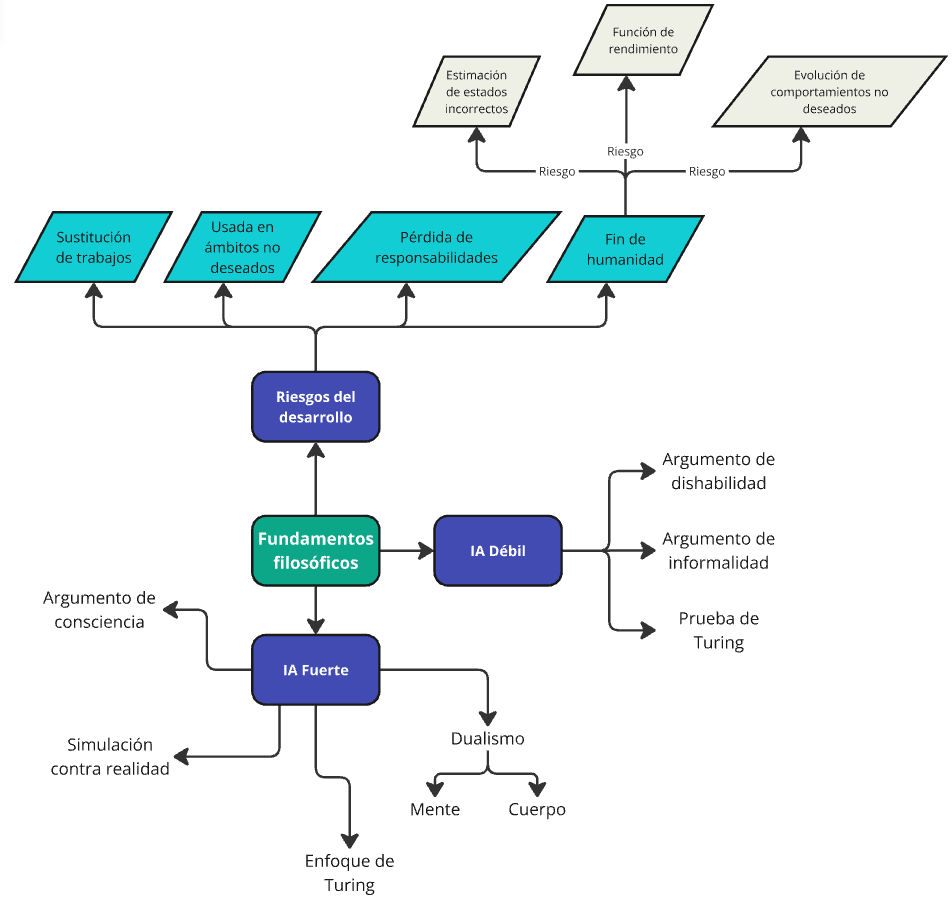 Función de
rendimiento
Estimación
de estados
incorrectos
Evolución de
comportamientos no
deseados
Riesgo
Riesgo
Riesgo
Sustitución
de trabajos
Usada en
ámbitos no
deseados
Pérdida de
responsabilidades
Fin de
humanidad
Riesgos del
desarrollo
Fundamentos
filosóficos
IA Débil
Argumento de
dishabilidad
Argumento de
informalidad
Prueba de
Turing
Argumento de
consciencia
IA Fuerte
Simulación
contra realidad
Dualismo
Mente
Cuerpo
Enfoque de
Turing